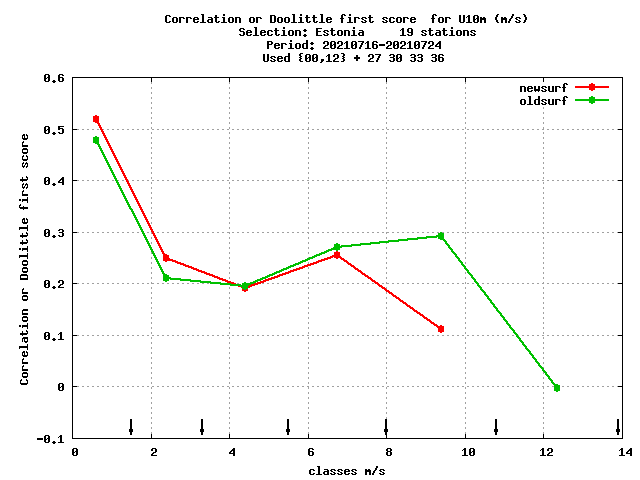 Correlation or Doolittle first score  for U10m (m/s)
Selection: Estonia     19 stations
Period: 20210716-20210724
Used {00,12} + 27 30 33 36
newsurf
oldsurf
0.6
0.5
0.4
0.3
0.2
0.1
0
-0.1
Correlation or Doolittle first score
0 2 4 6 8 10 12 14
classes m/s